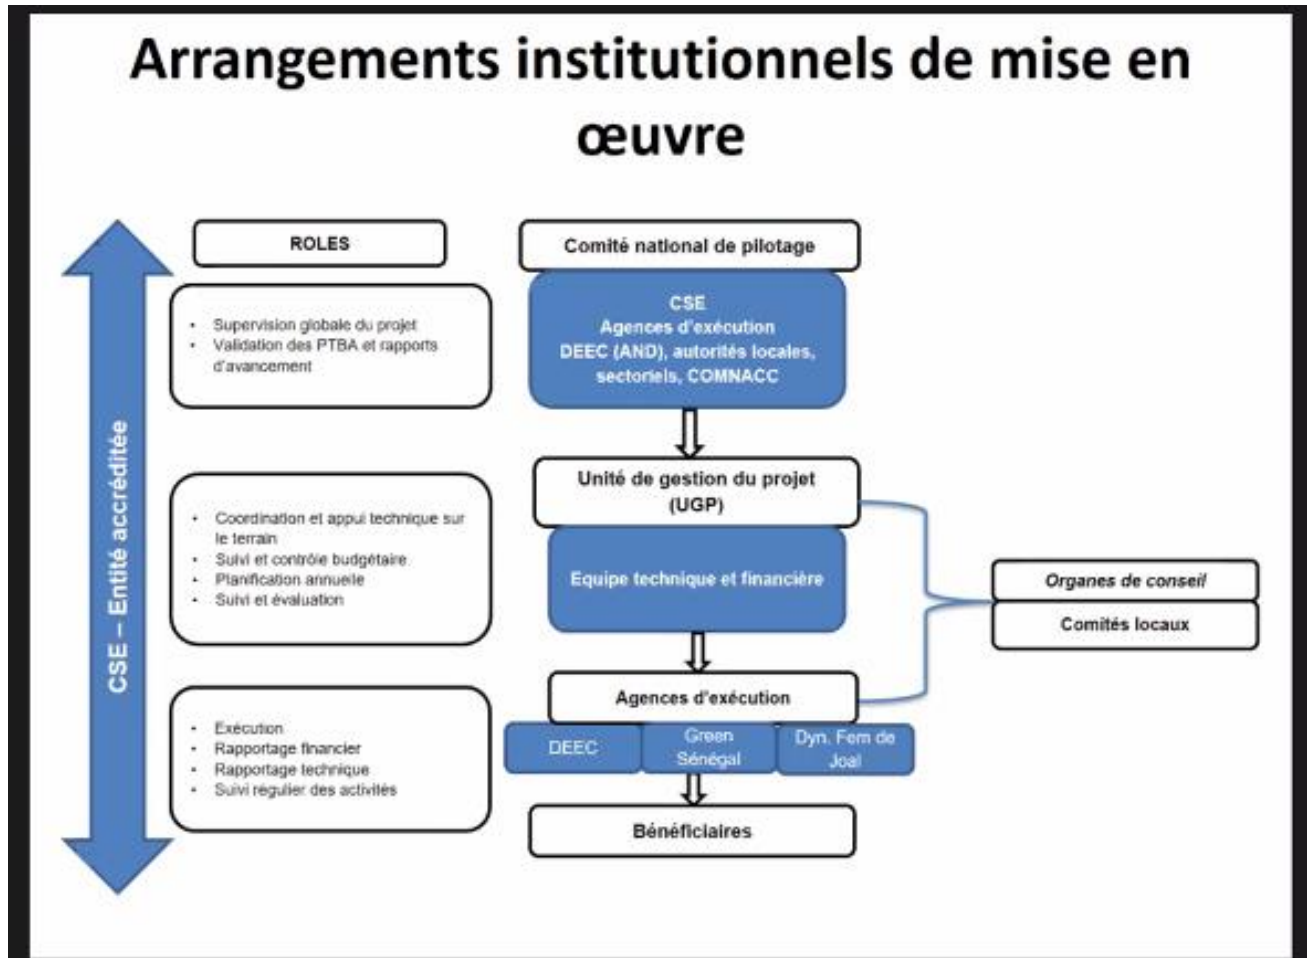 Arrangements institutionnels de mise en
œuvre
CSE – Entité accréditée
ROLES
• Supervision globale du projet
• Validation des PTBA et rapports
d'avancement
• Coordination et appui technique sur
le terrain
• Suivi et contrôle budgétaire
• Planification annuelle
• Suivi et évaluation
• Exécution
• Rapportage financier
• Rapportage technique
• Suivi régulier des activités
Comité national de pilotage
CSE
Agences d'exécution
DEEC (AND), autorités locales,
sectoriels, COMNACC
Unité de gestion du projet
(UGP)
Equipe technique et financière
Agences d'exécution
DEEC
Green
Sénégal
Dyn. Fem de
Joal
Bénéficiaires
Organes de conseil
Comités locaux